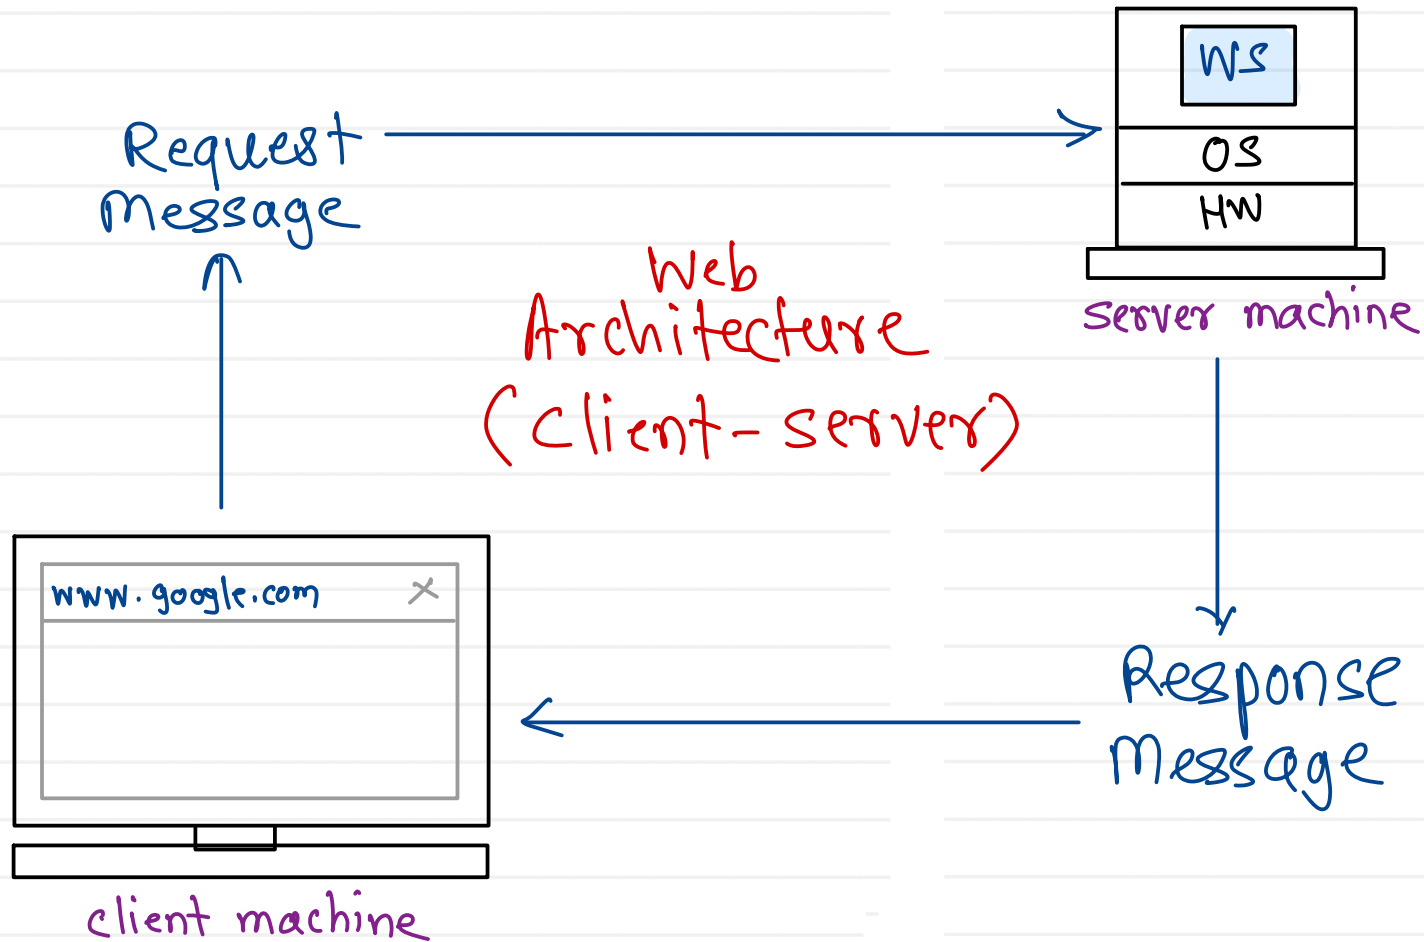 WS
Request
Message
OS
HW
Web
Architecture
(Client-server)
server machine
www.google.com X
Response
Message
client machine